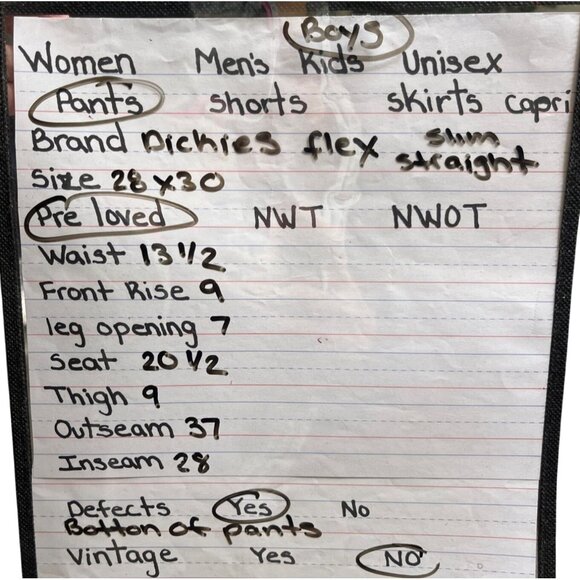 Boys
Women Men's Kids Unisex
Pants shorts skirts capri
Brand Dickies flex slim straight
Size 28x30
Pre loved NWT NWOT
Waist 13 1/2
Front Rise 9
leg opening 7
Seat 20 1/2
Thigh 9
Outseam 37
Inseam 28
Defects Yes No
Botton of pants
Vintage Yes NO